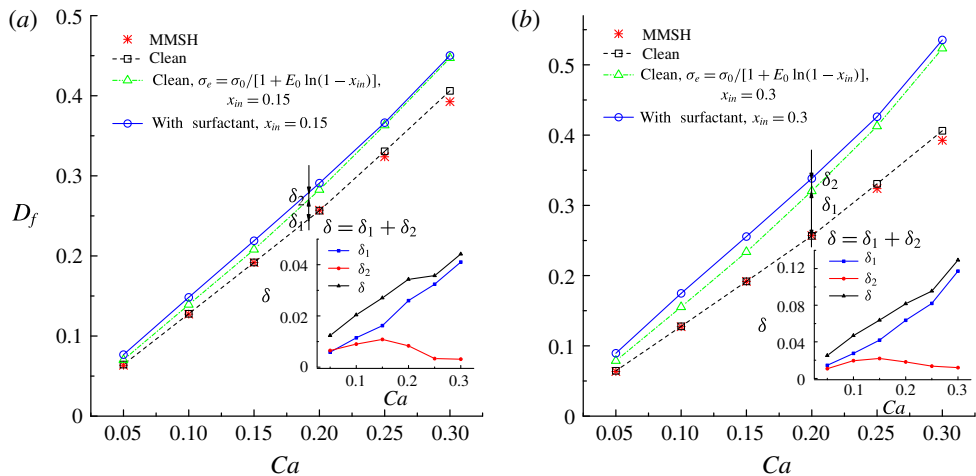 (a)
0.5
0.4
0.3
0.2
0.1
0
D_f
MMSH
Clean
Clean, σ_e = σ_0/[1 + E_0 ln(1 − x_in)],
x_in = 0.15
With surfactant, x_in = 0.15
δ_2
δ_1
δ = δ_1 + δ_2
δ
0.04
0.02
0
δ_1
δ_2
δ
0.1 0.2 0.3
Ca
0.05 0.10 0.15 0.20 0.25 0.30
Ca
(b)
0.5
0.4
0.3
0.2
0.1
0
MMSH
Clean
Clean, σ_e = σ_0/[1 + E_0 ln(1 − x_in)],
x_in = 0.3
With surfactant, x_in = 0.3
δ_2
δ_1
δ = δ_1 + δ_2
δ
0.12
0.08
0.04
0
δ_1
δ_2
δ
0.1 0.2 0.3
Ca
0.05 0.10 0.15 0.20 0.25 0.30
Ca